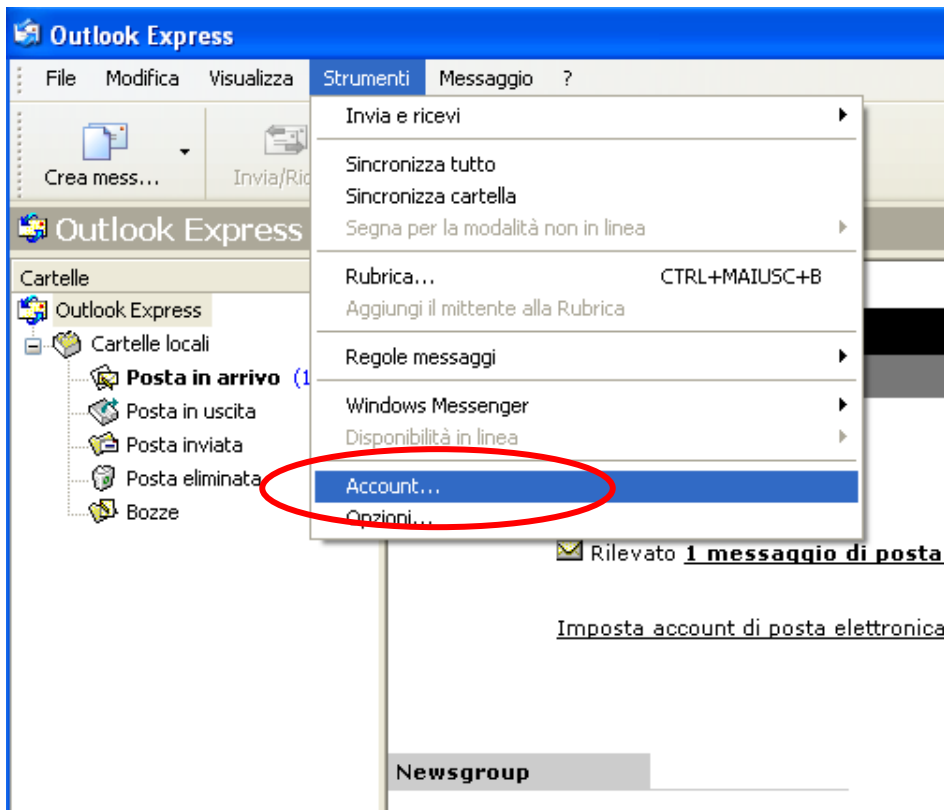 Outlook Express
File Modifica Visualizza Strumenti Messaggio ?
Crea mess...
Invia/Ric
Outlook Express
Cartelle
Outlook Express
Cartelle locali
Posta in arrivo (1
Posta in uscita
Posta inviata
Posta eliminata
Bozze
Invia e ricevi
Sincronizza tutto
Sincronizza cartella
Segna per la modalità non in linea
Rubrica... CTRL+MAIUSC+B
Aggiungi il mittente alla Rubrica
Regole messaggi
Windows Messenger
Disponibilità in linea
Account...
Opzioni...
Rilevato 1 messaggio di posta
Imposta account di posta elettronica
Newsgroup